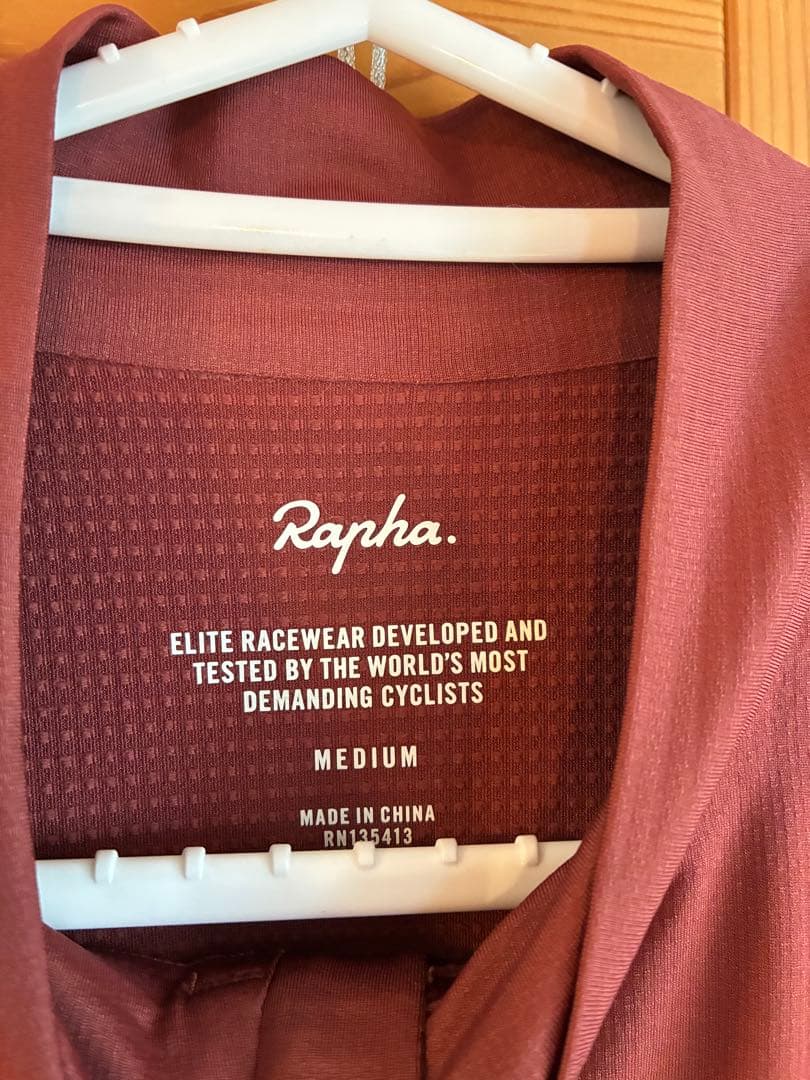 Rapha.
ELITE RACEWEAR DEVELOPED AND
TESTED BY THE WORLD'S MOST
DEMANDING CYCLISTS
MEDIUM
MADE IN CHINA
RN135413